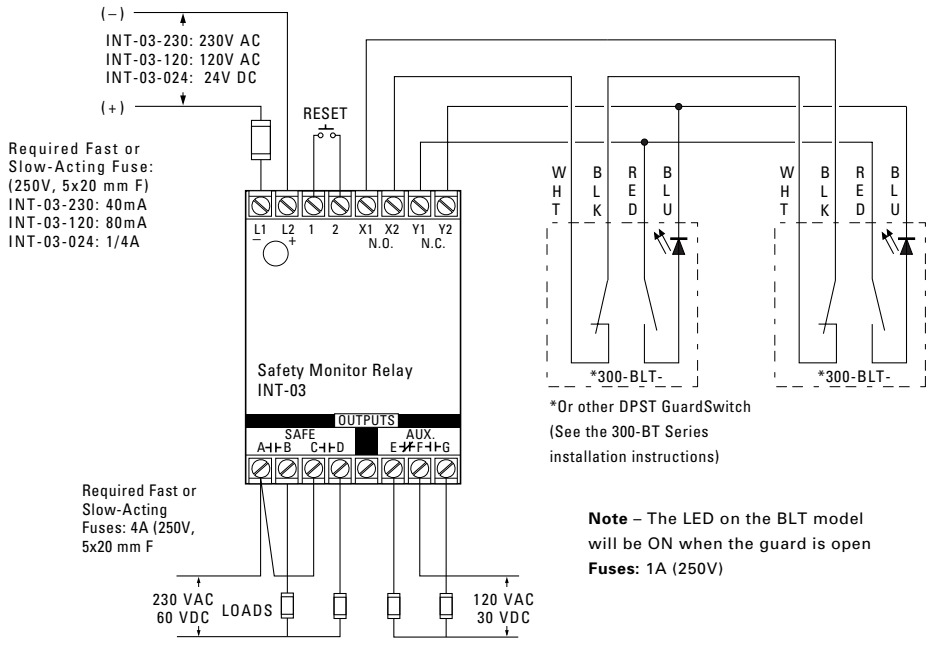 (–)
INT-03-230: 230V AC
INT-03-120: 120V AC
INT-03-024: 24V DC
(+)
RESET
Required Fast or
Slow-Acting Fuse:
(250V, 5x20 mm F)
INT-03-230: 40mA
INT-03-120: 80mA
INT-03-024: 1/4A
WHT BLK RED BLU
WHT BLK RED BLU
L1 L2 1 2 X1 X2 Y1 Y2
– + N.O. N.C.
Safety Monitor Relay
INT-03
*300-BLT-
*300-BLT-
*Or other DPST GuardSwitch
(See the 300-BT Series
installation instructions)
OUTPUTS
SAFE AUX.
A B C D E F G
Required Fast or
Slow-Acting
Fuses: 4A (250V,
5x20 mm F
Note – The LED on the BLT model
will be ON when the guard is open
Fuses: 1A (250V)
230 VAC
60 VDC
LOADS
120 VAC
30 VDC